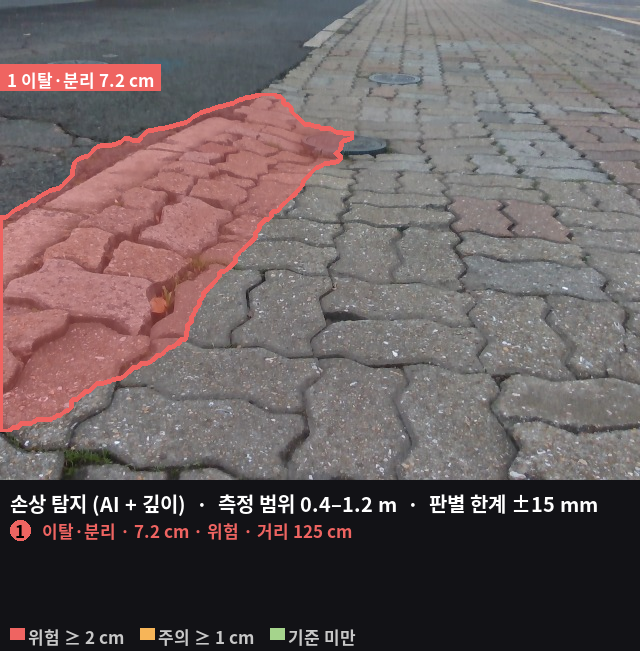 1 이탈·분리 7.2 cm
손상 탐지 (AI + 깊이) · 측정 범위 0.4–1.2 m · 판별 한계 ±15 mm
1 이탈·분리 · 7.2 cm · 위험 · 거리 125 cm
위험 ≥ 2 cm 주의 ≥ 1 cm 기준 미만